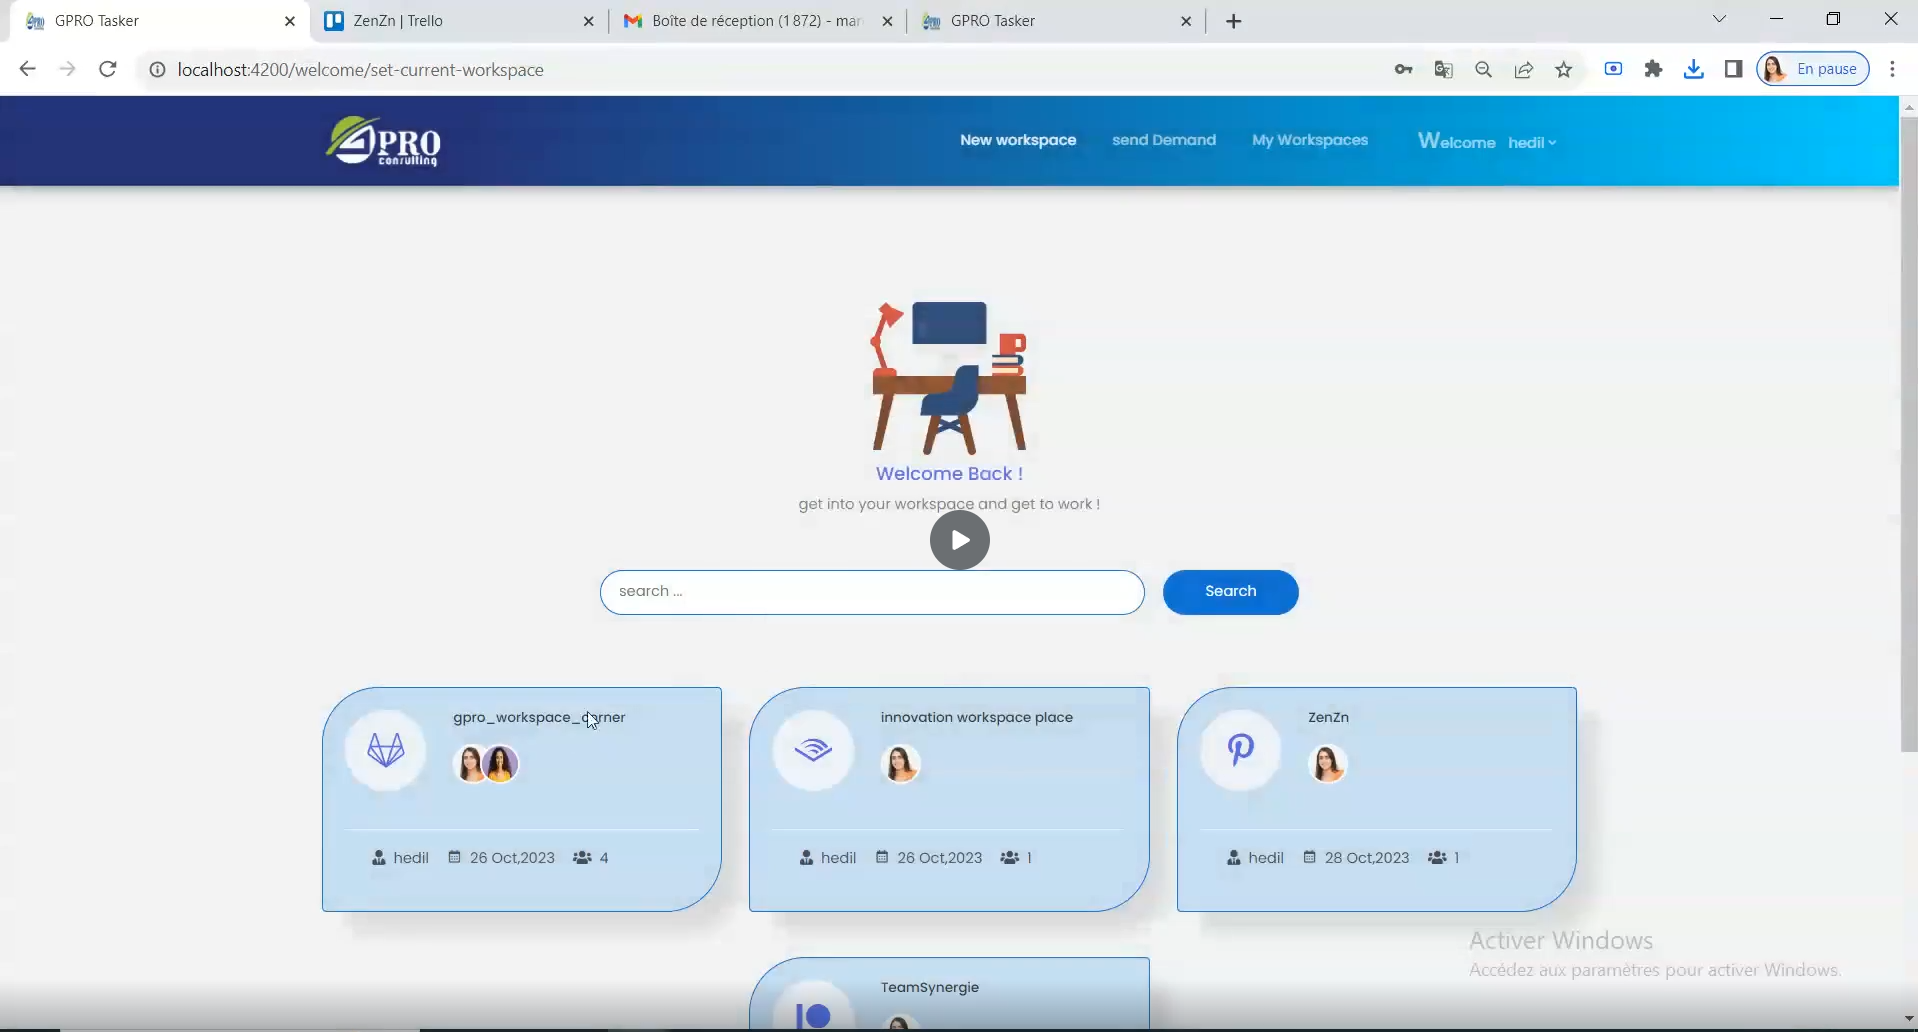 GPRO Tasker
ZenZn | Trello
Boîte de réception (1 872) - mar
GPRO Tasker
localhost:4200/welcome/set-current-workspace
En pause
GPRO
consulting
New workspace
send Demand
My Workspaces
Welcome hedil
Welcome Back !
get into your workspace and get to work !
search ...
Search
gpro_workspace_corner
hedil 26 Oct,2023 4
innovation workspace place
hedil 26 Oct,2023 1
ZenZn
hedil 28 Oct,2023 1
TeamSynergie
Activer Windows
Accédez aux paramètres pour activer Windows.